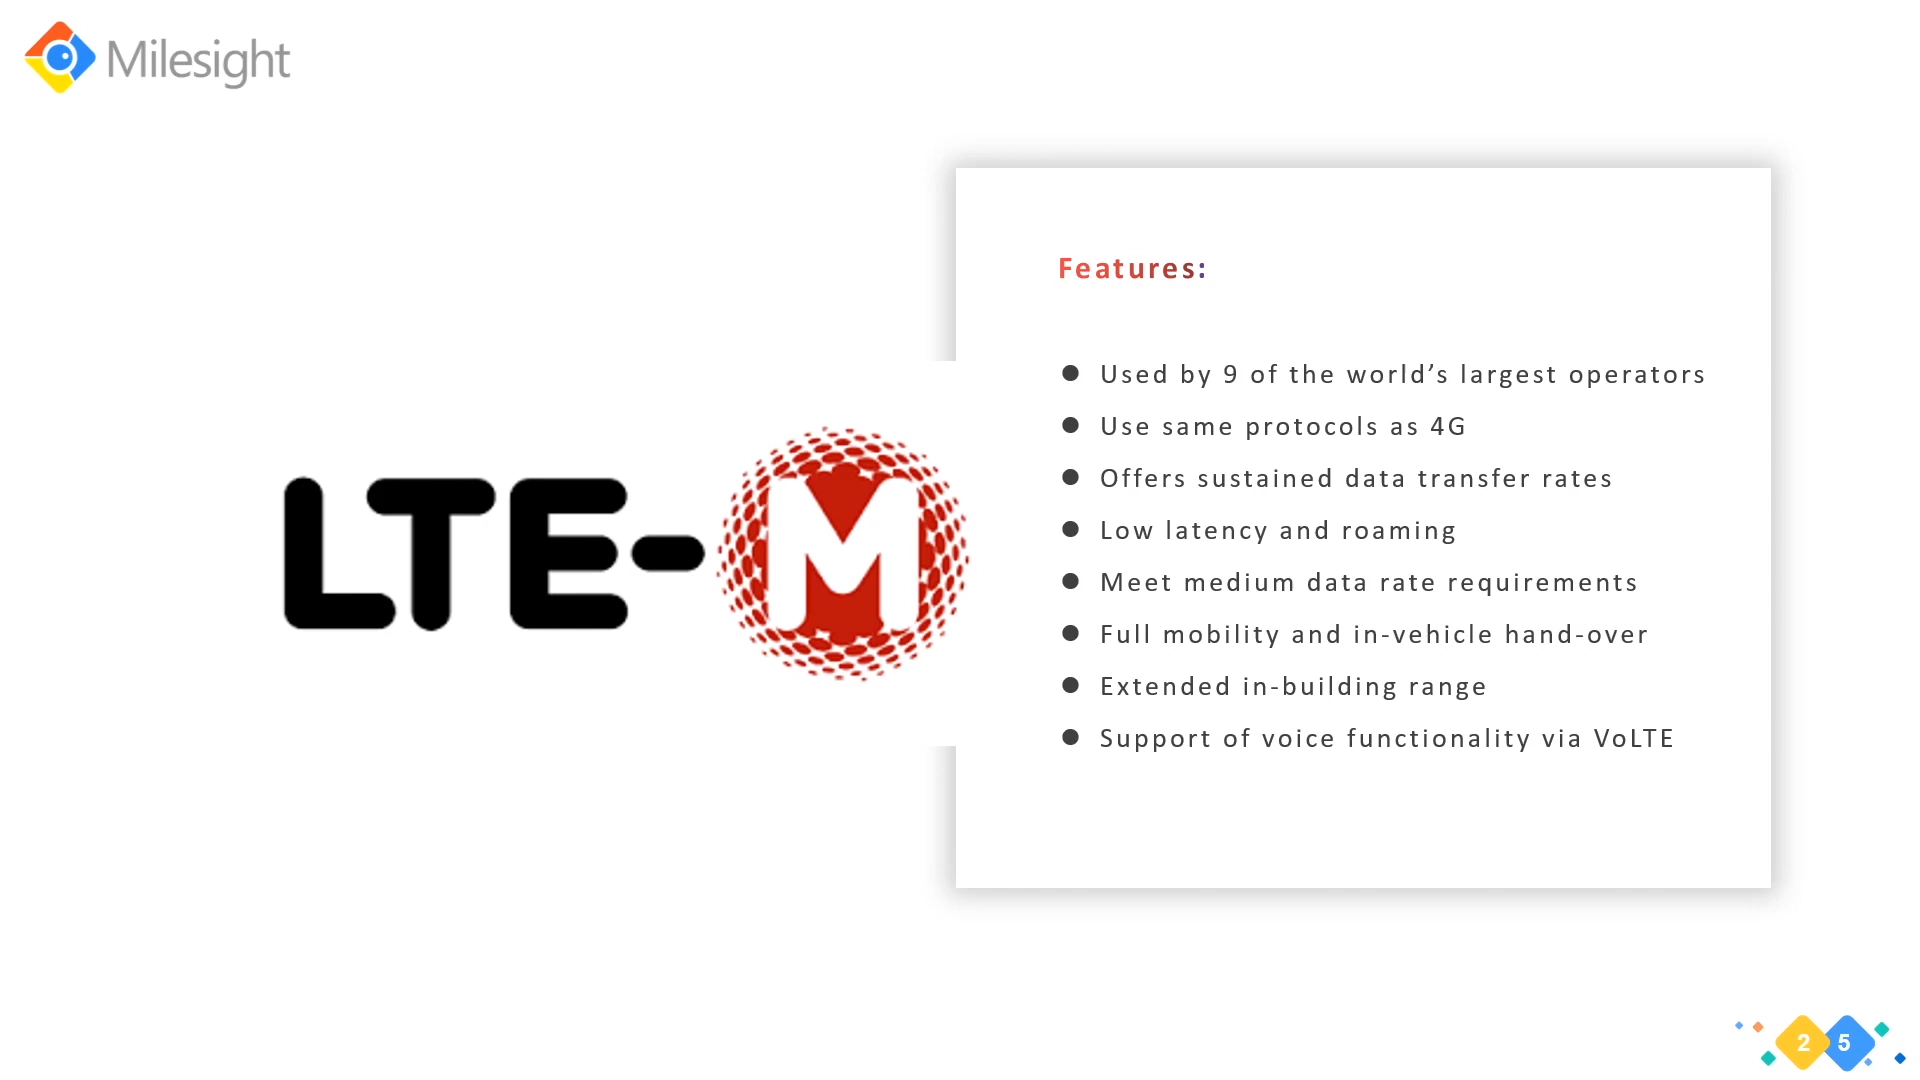 Milesight
LTE-M
Features:
Used by 9 of the world’s largest operators
Use same protocols as 4G
Offers sustained data transfer rates
Low latency and roaming
Meet medium data rate requirements
Full mobility and in-vehicle hand-over
Extended in-building range
Support of voice functionality via VoLTE
2 5